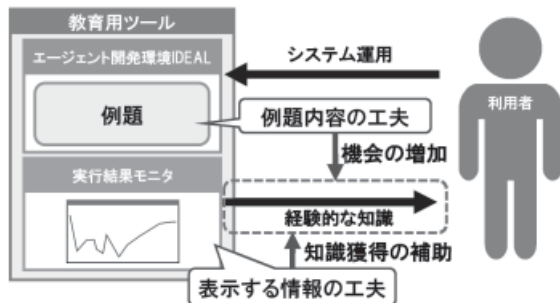 教育用ツール
エージェント開発環境IDEAL
例題
システム運用
利用者
例題内容の工夫
機会の増加
実行結果モニタ
経験的な知識
知識獲得の補助
表示する情報の工夫